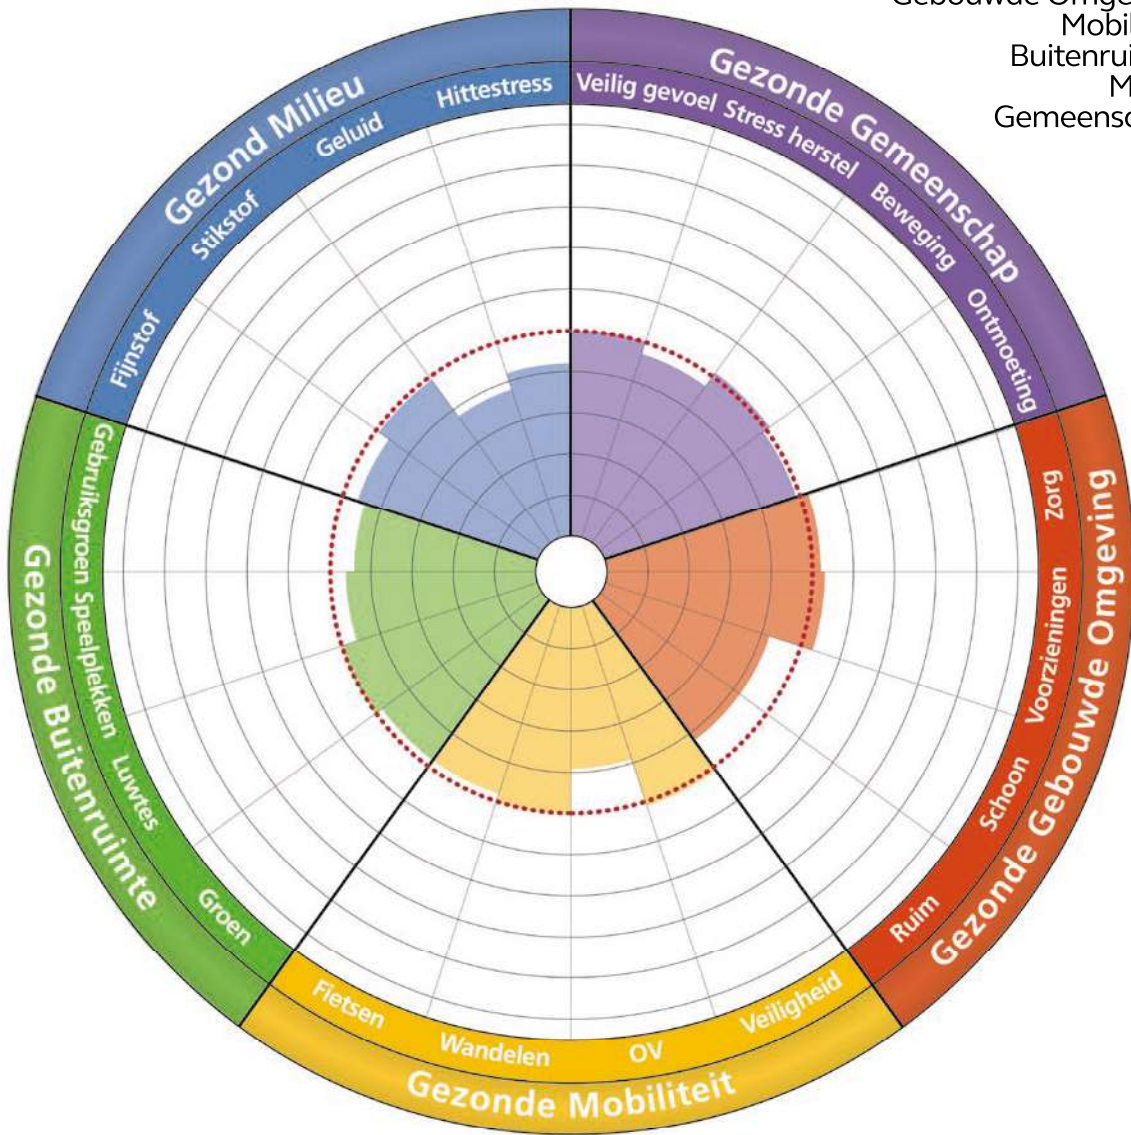 Mobil
Buitenrui
M
Gemeensc
Gezonde Gemeenschap
Veilig gevoel
Stress herstel
Beweging
Ontmoeting
Gezonde Gebouwde Omgeving
Zorg
Voorzieningen
Schoon
Ruim
Gezonde Mobiliteit
Veiligheid
OV
Wandelen
Fietsen
Gezonde Buitenruimte
Groen
Luwtes
Speelplekken
Gebruiksgroen
Gezond Milieu
Fijnstof
Stikstof
Geluid
Hittestress